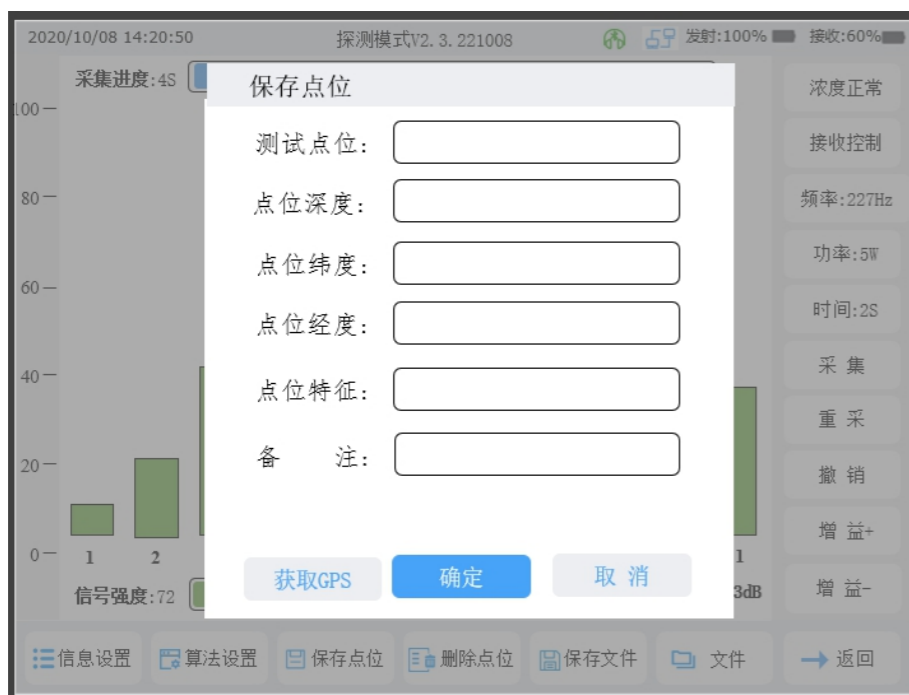 2020/10/08 14:20:50 探测模式V2.3.221008 发射:100% 接收:60%
采集进度:4S
保存点位
测试点位:
点位深度:
点位纬度:
点位经度:
点位特征:
备 注:
获取GPS 确定 取 消
100
80
60
40
20
0
1 2 1
信号强度:72 3dB
浓度正常
接收控制
频率:227Hz
功率:5W
时间:2S
采 集
重 采
撤 销
增 益+
增 益-
信息设置 算法设置 保存点位 删除点位 保存文件 文件 返回